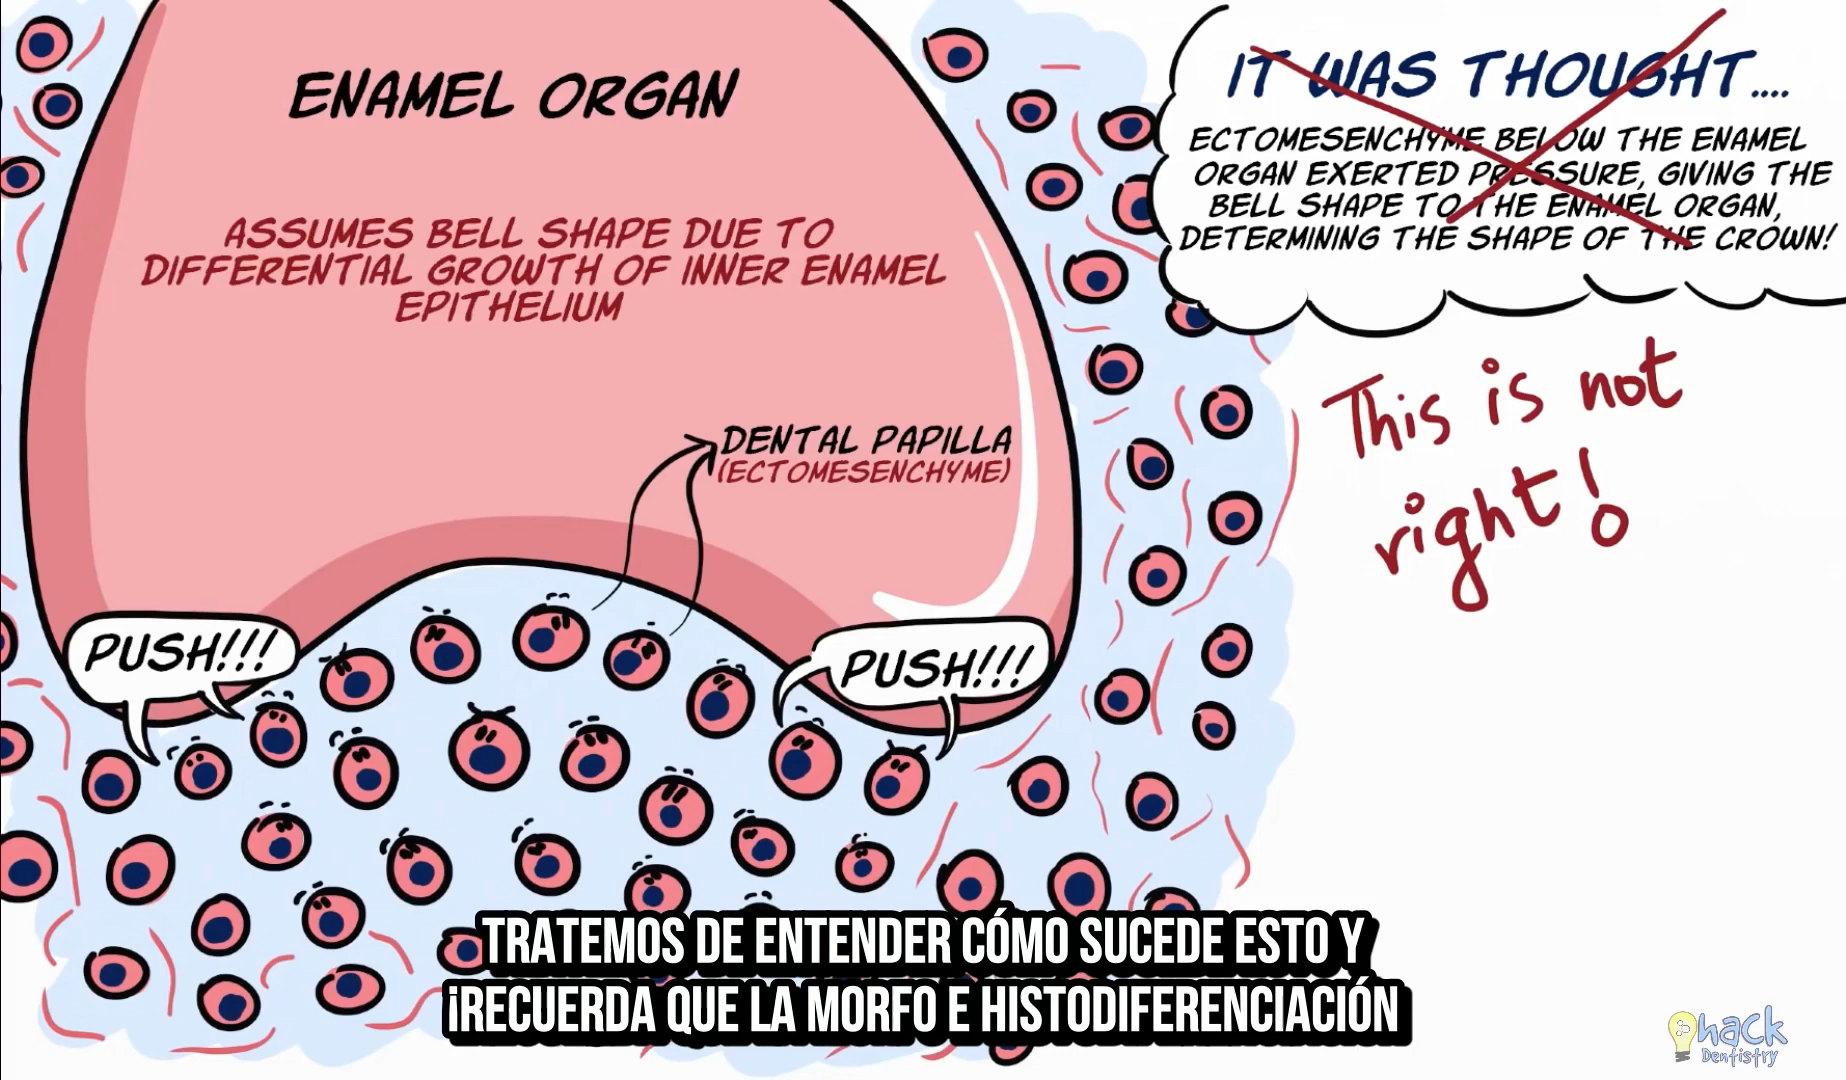 ENAMEL ORGAN
ASSUMES BELL SHAPE DUE TO
DIFFERENTIAL GROWTH OF INNER ENAMEL
EPITHELIUM
DENTAL PAPILLA
(ECTOMESENCHYME)
PUSH!!!
PUSH!!!
IT WAS THOUGHT....
ECTOMESENCHYME BELOW THE ENAMEL
ORGAN EXERTED PRESSURE, GIVING THE
BELL SHAPE TO THE ENAMEL ORGAN,
DETERMINING THE SHAPE OF THE CROWN!
This is not
right!
TRATEMOS DE ENTENDER CÓMO SUCEDE ESTO Y
¡RECUERDA QUE LA MORFO E HISTODIFERENCIACIÓN
hack
Dentistry